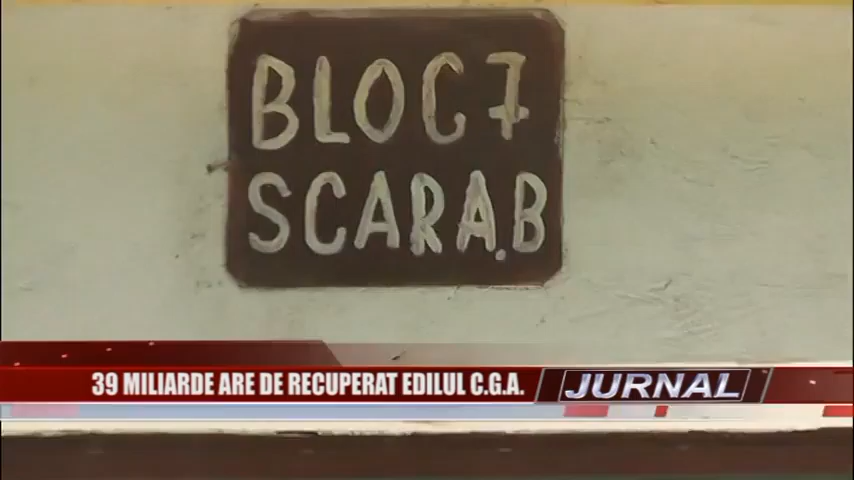 BLOC 7
SCARA.B
39 MILIARDE ARE DE RECUPERAT EDILUL C.G.A.
JURNAL